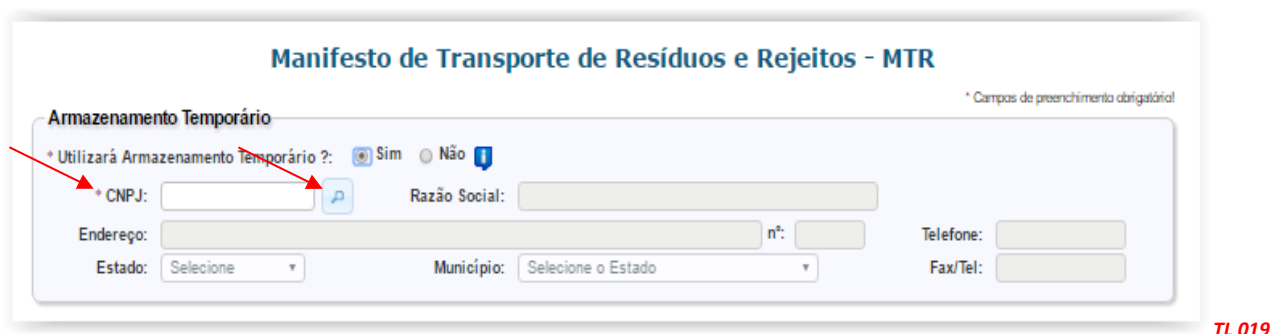 Manifesto de Transporte de Resíduos e Rejeitos - MTR
* Campos de preenchimento obrigatório!
Armazenamento Temporário
* Utilizará Armazenamento Temporário ?: Sim Não
* CNPJ: Razão Social:
Endereço: nº: Telefone:
Estado: Selecione Município: Selecione o Estado Fax/Tel:
TL 019